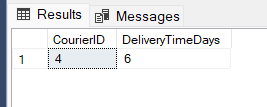 Results Messages
CourierID DeliveryTimeDays
1 4 6